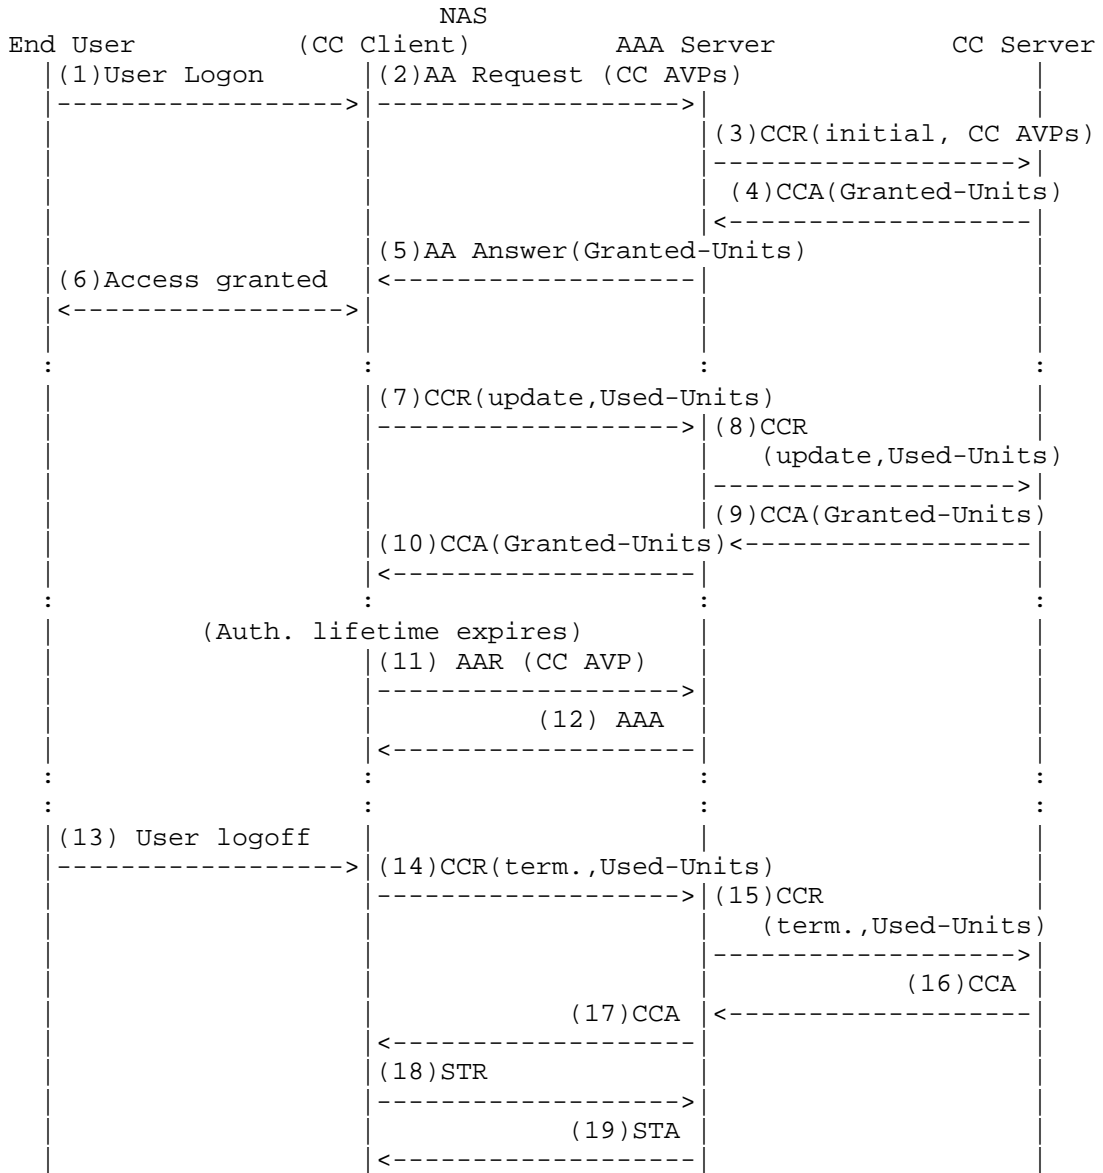 NAS
End User (CC Client) AAA Server CC Server
(1)User Logon (2)AA Request (CC AVPs)
(3)CCR(initial, CC AVPs)
(4)CCA(Granted-Units)
(5)AA Answer(Granted-Units)
(6)Access granted
(7)CCR(update,Used-Units)
(8)CCR
(update,Used-Units)
(9)CCA(Granted-Units)
(10)CCA(Granted-Units)
(Auth. lifetime expires)
(11) AAR (CC AVP)
(12) AAA
(13) User logoff
(14)CCR(term.,Used-Units)
(15)CCR
(term.,Used-Units)
(16)CCA
(17)CCA
(18)STR
(19)STA